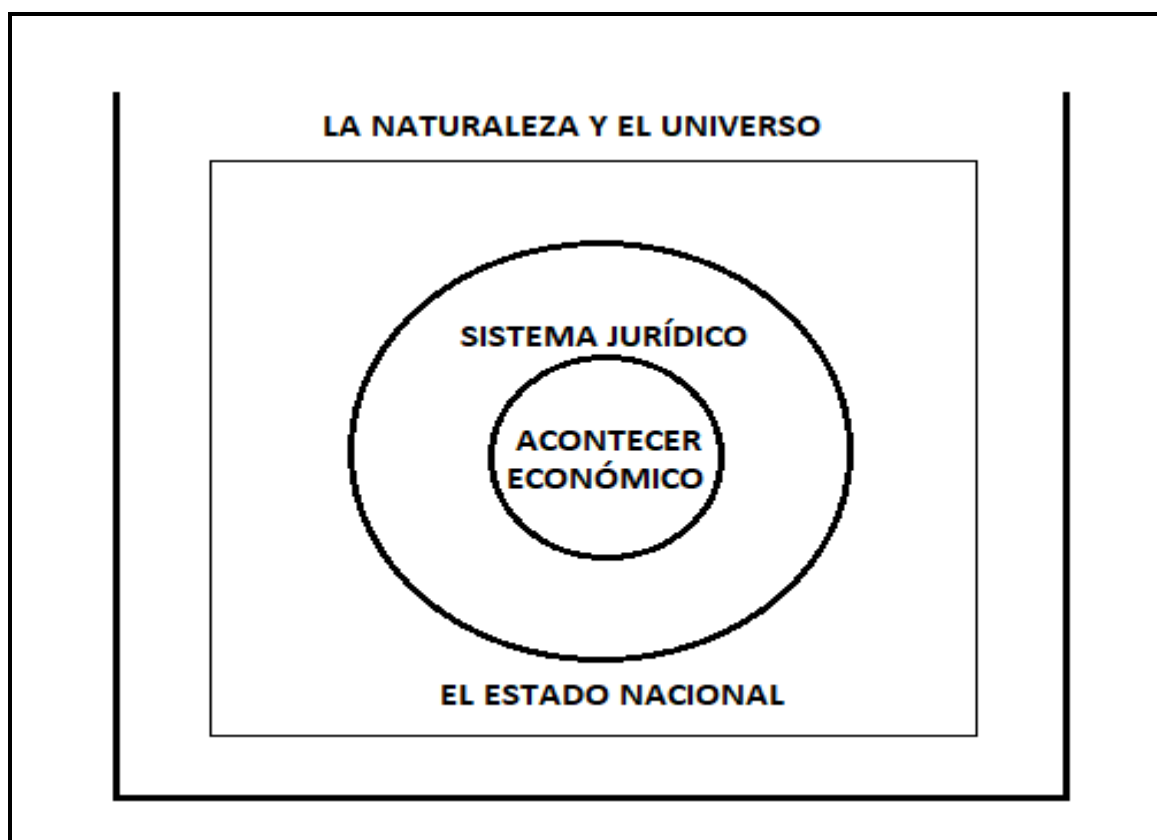 LA NATURALEZA Y EL UNIVERSO
SISTEMA JURÍDICO
ACONTECER
ECONÓMICO
EL ESTADO NACIONAL